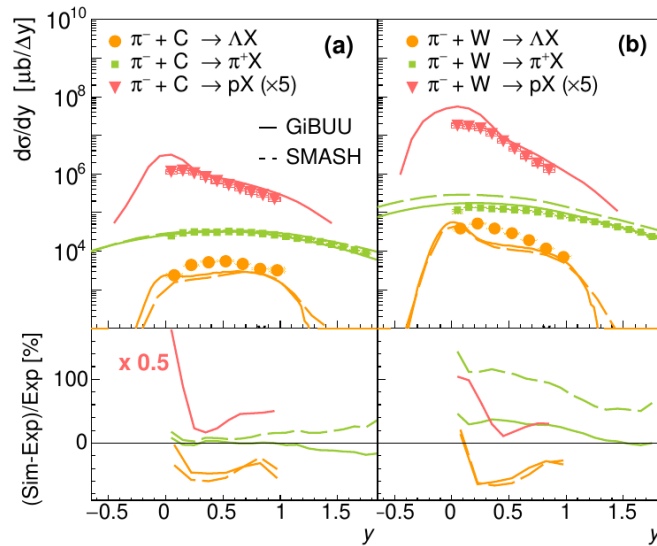 dσ/dy [μb/Δy]
10^10
10^8
10^6
10^4
(a)
π⁻ + C → ΛX
π⁻ + C → π⁺X
π⁻ + C → pX (×5)
GiBUU
SMASH
(b)
π⁻ + W → ΛX
π⁻ + W → π⁺X
π⁻ + W → pX (×5)
(Sim-Exp)/Exp [%]
100
0
x 0.5
−0.5 0 0.5 1 1.5 y
−0.5 0 0.5 1 1.5 y